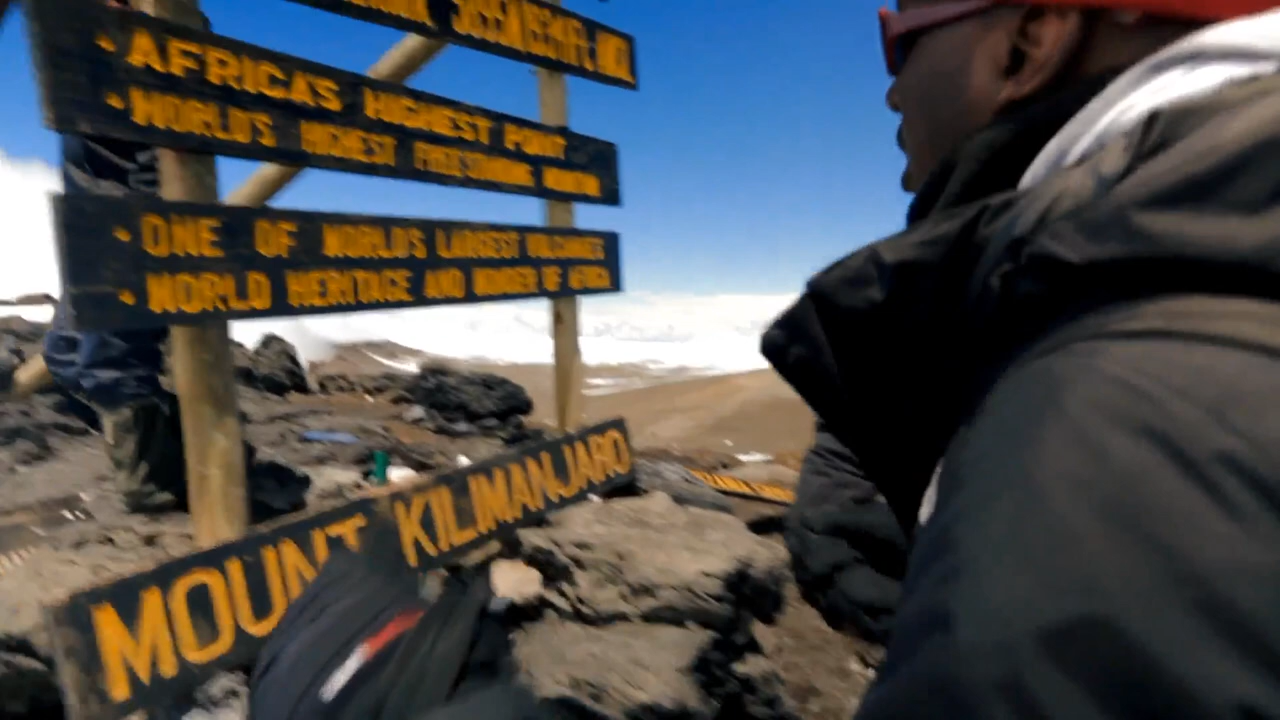 AFRICA'S HIGHEST POINT
WORLD'S HIGHEST FREESTANDING MOUNTAIN
ONE OF WORLD'S LARGEST VOLCANOES
WORLD HERITAGE AND WONDER OF AFRICA
MOUNT KILIMANJARO